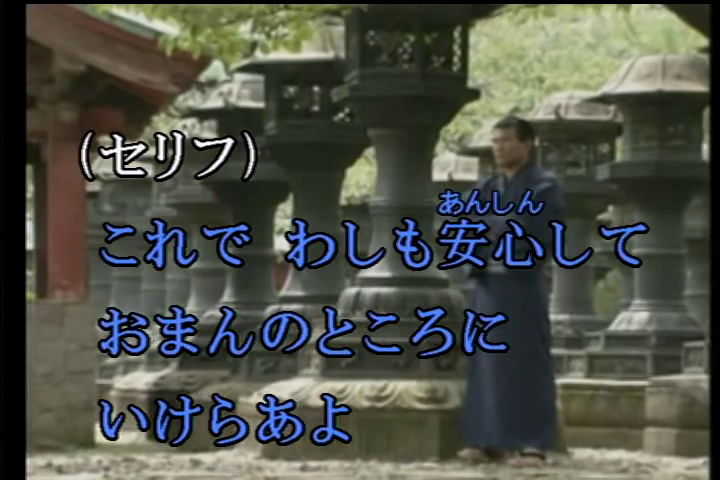 (セリフ)
あんしん
これで わしも安心して
おまんのところに
いけらあよ